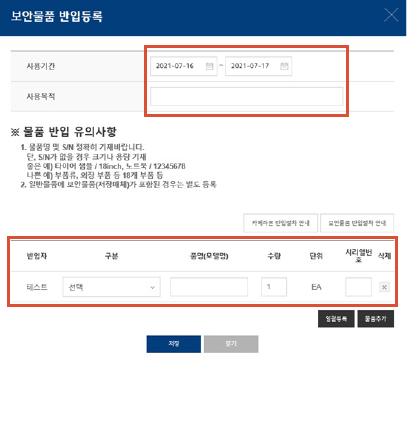 보안물품 반입등록
사용기간 2021-07-16 ~ 2021-07-17
사용목적
※ 물품 반입 유의사항
1. 물품명 및 S/N 정확히 기재바랍니다.
단, S/N가 없을 경우 크기나 용량 기재
좋은 예) 타이어 샘플 / 18inch, 노트북 / 12345678
나쁜 예) 부품류, 의장 부품 등 18개 부품 등
2. 일반물품에 보안물품(저장매체)가 포함된 경우는 별도 등록
카메라폰 반입절차 안내 보안물품 반입절차 안내
반입자 구분 품명(모델명) 수량 단위 시리얼번호 삭제
테스트 선택 1 EA
일괄등록 물품추가
저장 닫기